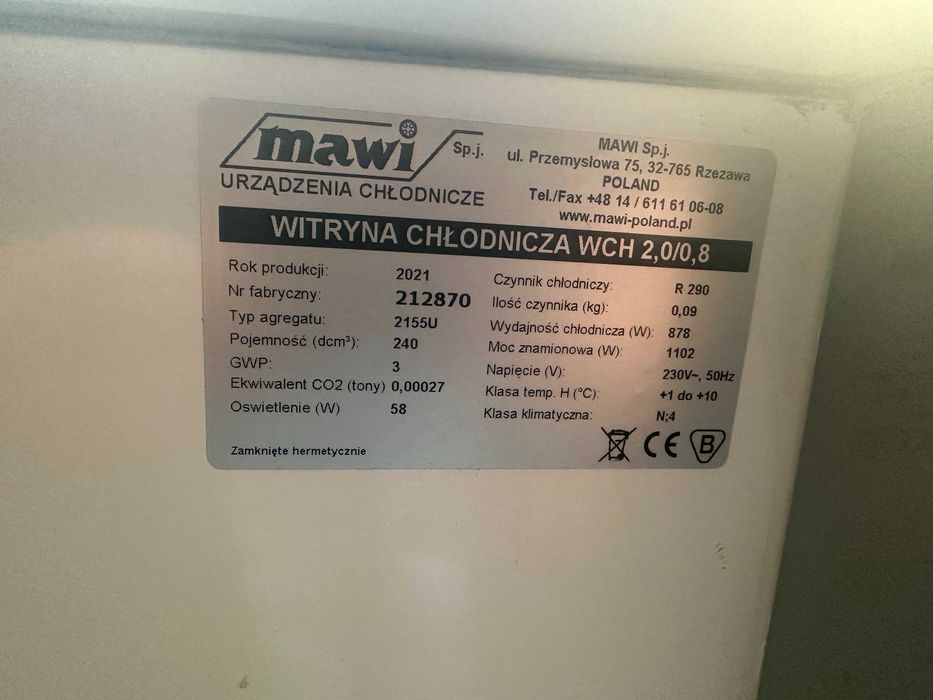 mawi Sp.j.
URZĄDZENIA CHŁODNICZE
MAWI Sp.j.
ul. Przemysłowa 75, 32-765 Rzezawa
POLAND
Tel./Fax +48 14 / 611 61 06-08
www.mawi-poland.pl
WITRYNA CHŁODNICZA WCH 2,0/0,8
Rok produkcji: 2021
Nr fabryczny: 212870
Typ agregatu: 2155U
Pojemność (dcm³): 240
GWP: 3
Ekwiwalent CO2 (tony) 0,00027
Oswietlenie (W) 58
Zamknięte hermetycznie
Czynnik chłodniczy: R 290
Ilość czynnika (kg): 0,09
Wydajność chłodnicza (W): 878
Moc znamionowa (W): 1102
Napięcie (V): 230V~, 50Hz
Klasa temp. H (°C): +1 do +10
Klasa klimatyczna: N;4
CE B